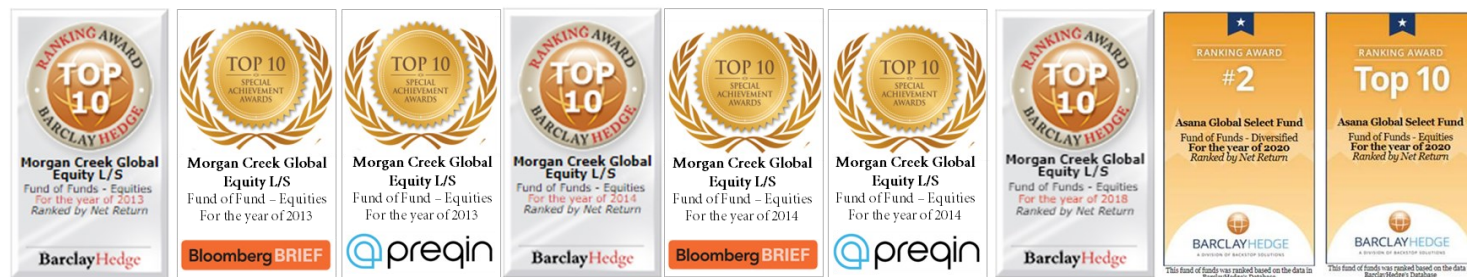 RANKING AWARD
TOP
10
BARCLAY HEDGE
Morgan Creek Global
Equity L/S
Fund of Funds - Equities
For the year of 2013
Ranked by Net Return
BarclayHedge
TOP 10
SPECIAL
ACHIEVEMENT
AWARDS
Morgan Creek Global
Equity L/S
Fund of Fund – Equities
For the year of 2013
Bloomberg BRIEF
TOP 10
SPECIAL
ACHIEVEMENT
AWARDS
Morgan Creek Global
Equity L/S
Fund of Fund – Equities
For the year of 2013
preqin
RANKING AWARD
TOP
10
BARCLAY HEDGE
Morgan Creek Global
Equity L/S
Fund of Funds - Equities
For the year of 2014
Ranked by Net Return
BarclayHedge
TOP 10
SPECIAL
ACHIEVEMENT
AWARDS
Morgan Creek Global
Equity L/S
Fund of Fund – Equities
For the year of 2014
Bloomberg BRIEF
TOP 10
SPECIAL
ACHIEVEMENT
AWARDS
Morgan Creek Global
Equity L/S
Fund of Fund – Equities
For the year of 2014
preqin
RANKING AWARD
TOP
10
BARCLAY HEDGE
Morgan Creek Global
Equity L/S
Fund of Funds - Equities
For the year of 2018
Ranked by Net Return
BarclayHedge
RANKING AWARD
#2
Asana Global Select Fund
Fund of Funds - Diversified
For the year of 2020
Ranked by Net Return
BARCLAYHEDGE
A DIVISION OF BACKSTOP SOLUTIONS
This fund of funds was ranked based on the data in
BarclayHedge's Database
RANKING AWARD
Top 10
Asana Global Select Fund
Fund of Funds - Equities
For the year of 2020
Ranked by Net Return
BARCLAYHEDGE
A DIVISION OF BACKSTOP SOLUTIONS
This fund of funds was ranked based on the data
BarclayHedge's Database